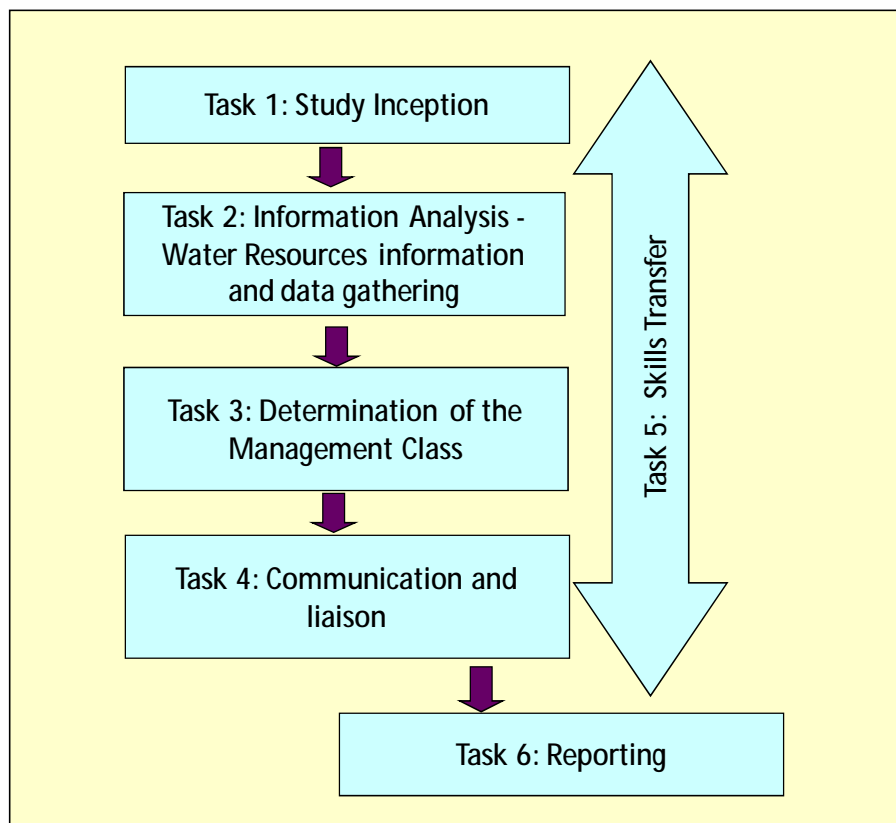 Task 1: Study Inception
Task 2: Information Analysis -
Water Resources information
and data gathering
Task 3: Determination of the
Management Class
Task 4: Communication and
liaison
Task 5: Skills Transfer
Task 6: Reporting